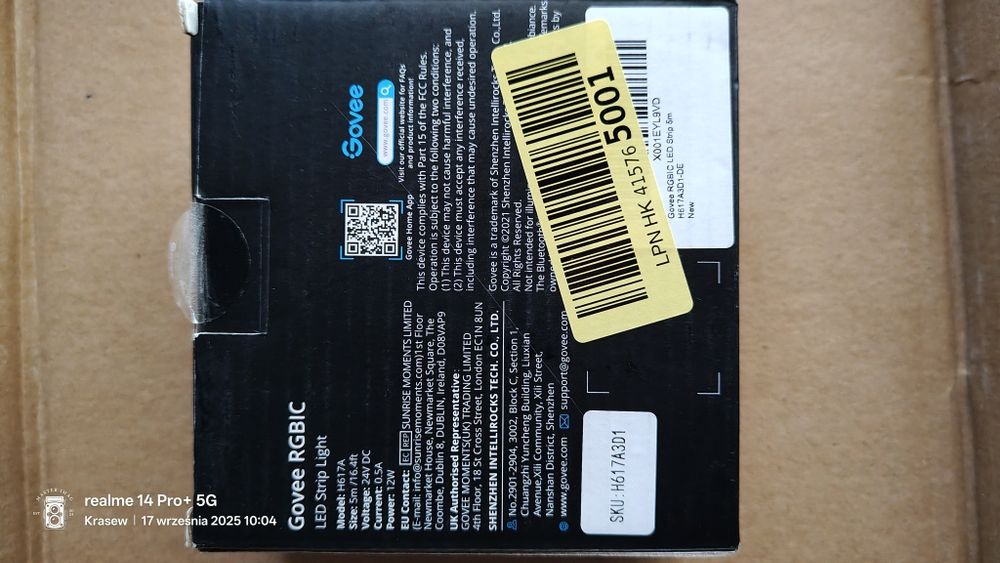 Govee RGBIC
LED Strip Light
Model: H617A
Size: 5m /16.4ft
Voltage: 24V DC
Current: 0.5A
Power: 12W
EU Contact: EC REP SUNRISE MOMENTS LIMITED
(E-mail: info@sunrisemoments.com)1st Floor
Newmarket House, Newmarket Square, The
Coombe, Dublin 8, DUBLIN, Ireland, D08VAP9
UK Authorised Representative:
GOVEE MOMENTS(UK) TRADING LIMITED
4th Floor, 18 St Cross Street, London EC1N 8UN
SHENZHEN INTELLIROCKS TECH. CO., LTD.
No.2901-2904, 3002, Block C, Section 1,
Chuangzhi Yuncheng Building, Liuxian
Avenue,Xili Community, Xili Street,
Nanshan District, Shenzhen
www.govee.com support@govee.com
SKU:H617A3D1
Govee
www.govee.com
Visit our official website for FAQs
and product information!
Govee Home App
This device complies with Part 15 of the FCC Rules.
Operation is subject to the following two conditions:
(1) This device may not cause harmful interference, and
(2) This device must accept any interference received,
including interference that may cause undesired operation.
Govee is a trademark of Shenzhen Intellirocks Co.,Ltd.
Copyright ©2021 Shenzhen Intellirocks
All Rights Reserved.
Not intended for
The Bluetooth
LPN HK 41576 5001
X001EYL9VD
Govee RGBIC LED Strip 5m
H617A3D1-DE
New
realme 14 Pro+ 5G
Krasew | 17 września 2025 10:04